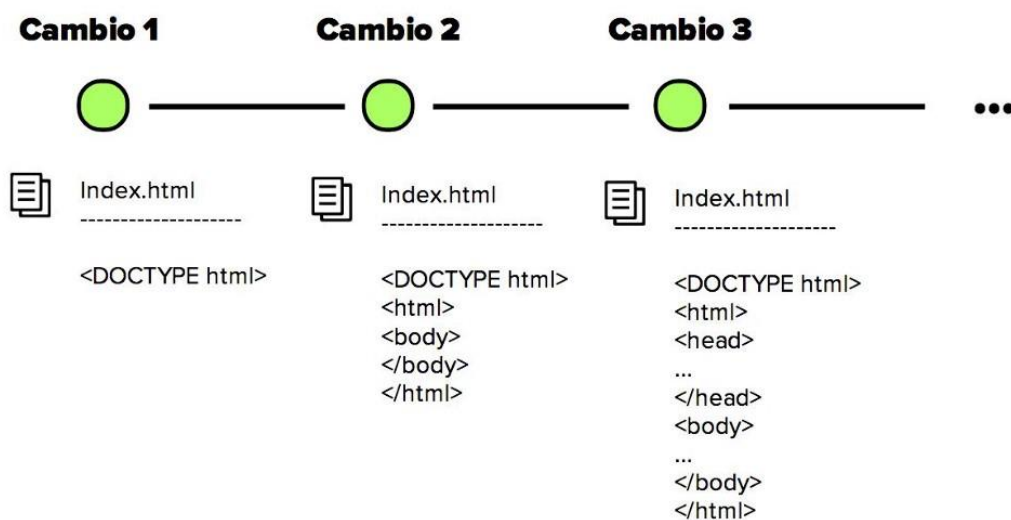 Cambio 1
Cambio 2
Cambio 3
...
Index.html
--------------------
<DOCTYPE html>
Index.html
--------------------
<DOCTYPE html>
<html>
<body>
</body>
</html>
Index.html
--------------------
<DOCTYPE html>
<html>
<head>
...
</head>
<body>
...
</body>
</html>